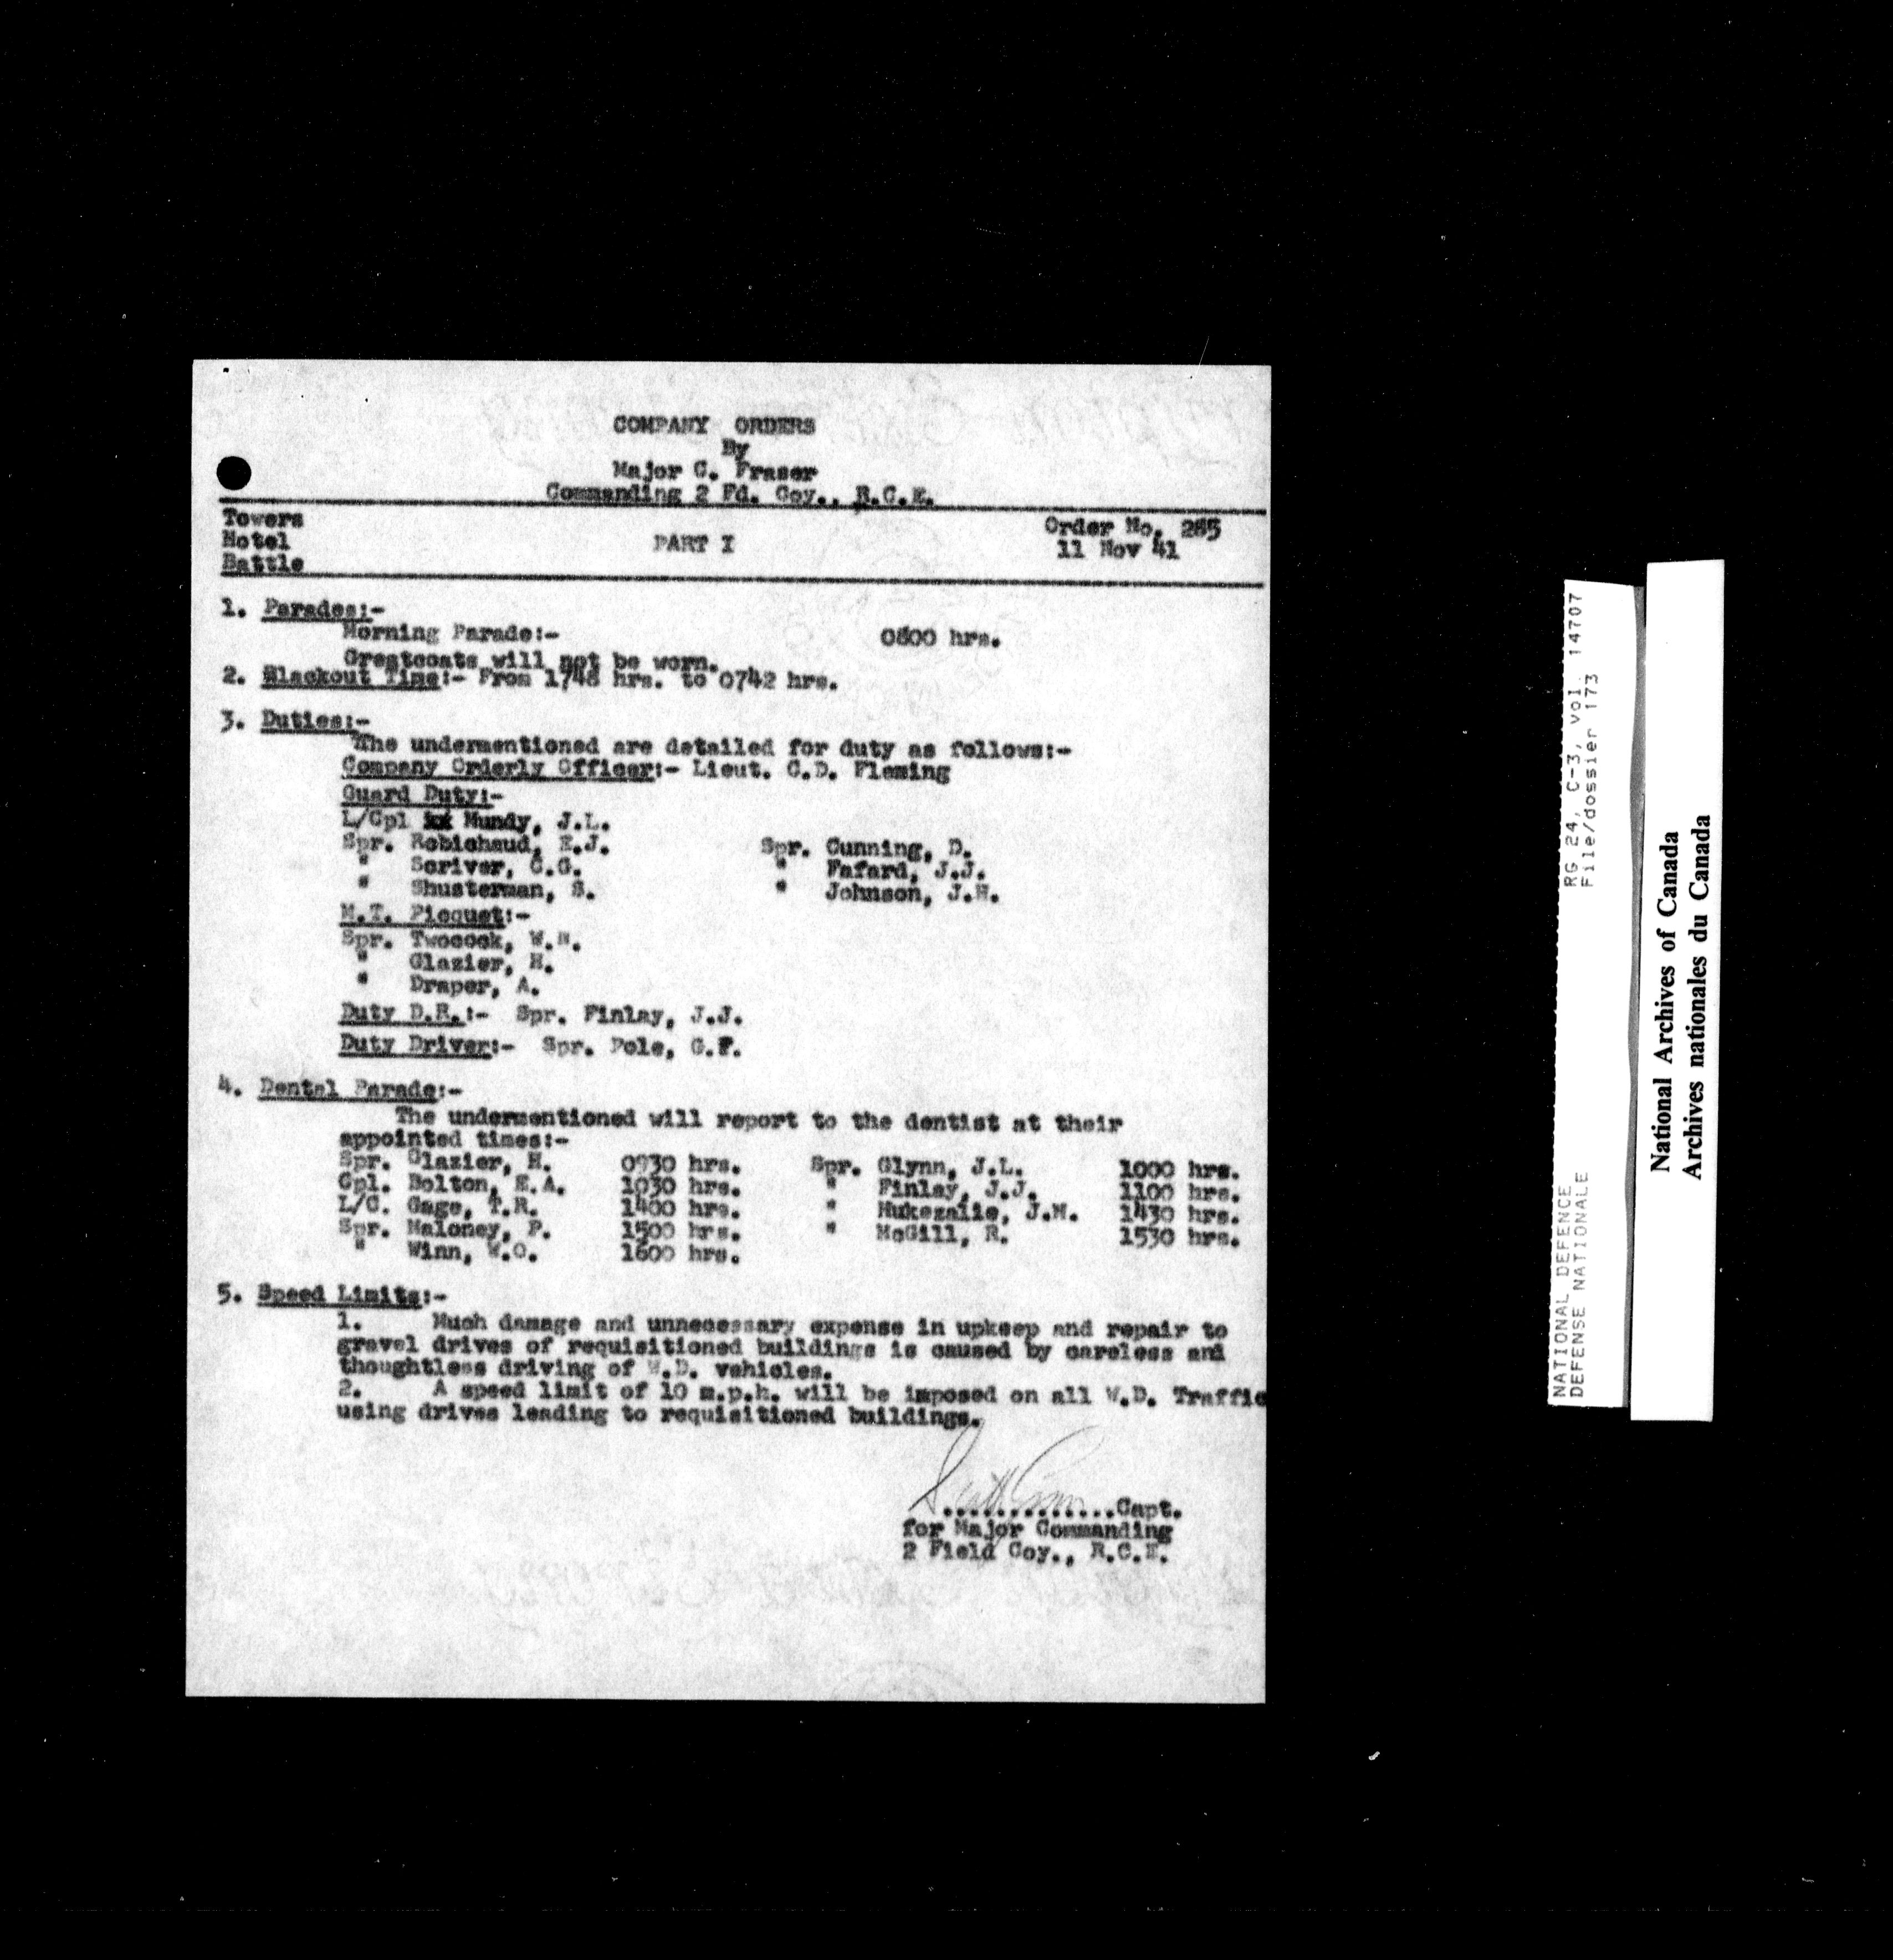 COMPANY ORDERS
By
Major C. Fraser
Commanding 2 Fd. Coy., R.C.E.
Towers
Hotel
Battle
PART I
Order No. 285
11 Nov 41
1. Parades:-
Morning Parade:- 0800 hrs.
Greatcoats will not be worn.
2. Blackout Time:- From 1748 hrs. to 0742 hrs.
3. Duties:-
The undermentioned are detailed for duty as follows:-
Company Orderly Officer:- Lieut. C.D. Fleming
Guard Duty:-
L/Cpl Mundy, J.L.
Spr. Robichaud, E.J. Spr. Cunning, D.
" Scriver, C.G. " Fafard, J.J.
" Shusterman, S. " Johnson, J.H.
M.T. Picquet:-
Spr. Twocock, W.H.
" Glazier, H.
" Draper, A.
Duty D.R.:- Spr. Finlay, J.J.
Duty Driver:- Spr. Pole, G.F.
4. Dental Parade:-
The undermentioned will report to the dentist at their
appointed times:-
Spr. Glazier, H. 0930 hrs. Spr. Glynn, J.L. 1000 hrs.
Cpl. Bolton, E.A. 1030 hrs. " Finlay, J.J. 1100 hrs.
L/C. Gage, T.R. 1400 hrs. " J.M. 1430 hrs.
Spr. Maloney, P. 1500 hrs. " McGill, R. 1530 hrs.
" Winn, W.O. 1600 hrs.
5. Speed Limits:-
1. Much damage and unnecessary expense in upkeep and repair to
gravel drives of requisitioned buildings is caused by careless and
thoughtless driving of W.D. vehicles.
2. A speed limit of 10 m.p.h. will be imposed on all W.D. Traffic
using drives leading to requisitioned buildings.
.............Capt.
for Major Commanding
2 Field Coy., R.C.E.
NATIONAL DEFENCE RG 24, C-3, vol. 14707
DEFENSE NATIONALE File/dossier 173
National Archives of Canada
Archives nationales du Canada